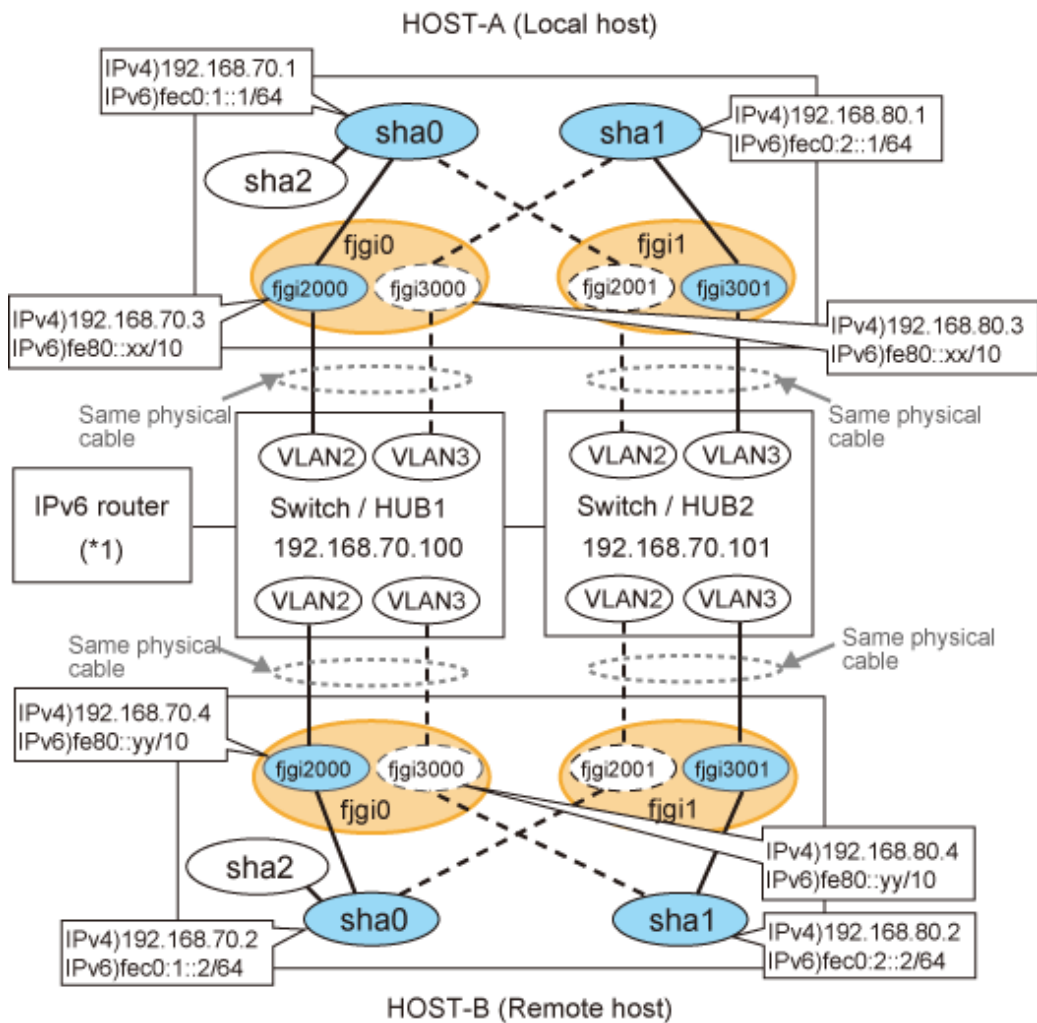 HOST-A (Local host)
IPv4)192.168.70.1
IPv6)fec0:1::1/64
sha0
sha1
IPv4)192.168.80.1
IPv6)fec0:2::1/64
sha2
fjgi0
fjgi1
fjgi2000
fjgi3000
fjgi2001
fjgi3001
IPv4)192.168.70.3
IPv6)fe80::xx/10
IPv4)192.168.80.3
IPv6)fe80::xx/10
Same physical
cable
Same physical
cable
VLAN2
VLAN3
VLAN2
VLAN3
IPv6 router
(*1)
Switch / HUB1
192.168.70.100
Switch / HUB2
192.168.70.101
VLAN2
VLAN3
VLAN2
VLAN3
Same physical
cable
Same physical
cable
IPv4)192.168.70.4
IPv6)fe80::yy/10
fjgi2000
fjgi3000
fjgi2001
fjgi3001
fjgi0
fjgi1
IPv4)192.168.80.4
IPv6)fe80::yy/10
sha2
sha0
sha1
IPv4)192.168.70.2
IPv6)fec0:1::2/64
IPv4)192.168.80.2
IPv6)fec0:2::2/64
HOST-B (Remote host)